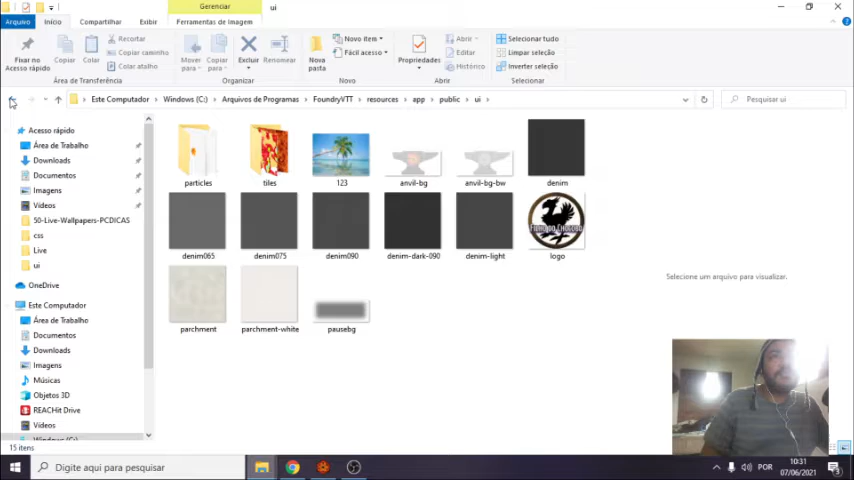 Gerenciar
ui
Arquivo
Início
Compartilhar
Exibir
Ferramentas de Imagem
Fixar no
Acesso rápido
Copiar
Colar
Recortar
Copiar caminho
Colar atalho
Área de Transferência
Mover
para
Copiar
para
Excluir
Renomear
Organizar
Nova
pasta
Novo item
Fácil acesso
Novo
Propriedades
Abrir
Editar
Histórico
Abrir
Selecionar tudo
Limpar seleção
Inverter seleção
Selecionar
Este Computador
Windows (C:)
Arquivos de Programas
FoundryVTT
resources
app
public
ui
Pesquisar ui
Acesso rápido
Área de Trabalho
Downloads
Documentos
Imagens
Vídeos
50-Live-Wallpapers-PCDICAS
css
Live
ui
OneDrive
Este Computador
Área de Trabalho
Documentos
Downloads
Imagens
Músicas
Objetos 3D
REACHit Drive
Vídeos
Windows (C:)
particles
tiles
123
anvil-bg
anvil-bg-bw
denim
denim065
denim075
denim090
denim-dark-090
denim-light
logo
parchment
parchment-white
pausebg
Selecione um arquivo para visualizar.
15 itens
Digite aqui para pesquisar
POR
10:31
07/06/2021
3